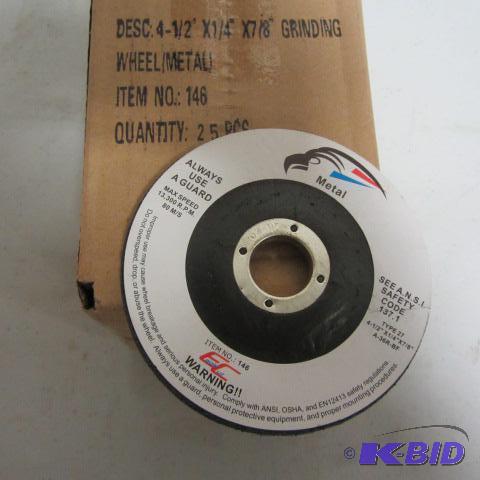 DESC: 4-1/2" X1/4" X7/8" GRINDING
WHEEL(METAL)
ITEM NO.: 146
QUANTITY: 25 PCS
ALWAYS
USE
A GUARD
MAX SPEED
13,300 R.P.M.
80 M/S
Metal
SEE A.N.S.I.
SAFETY
CODE
137.1
TYPE 27
4-1/2"X1/4"X7/8"
A-36R-BF
ITEM NO.: 146
EC
WARNING!!
Improper use may cause wheel breakage and serious personal injury. Comply with ANSI, OSHA, and EN12413 safety regulations.
Do not overspeed, drop, or abuse the wheel. Always use a guard, personal protective equipment, and proper mounting procedures.
© K-BID